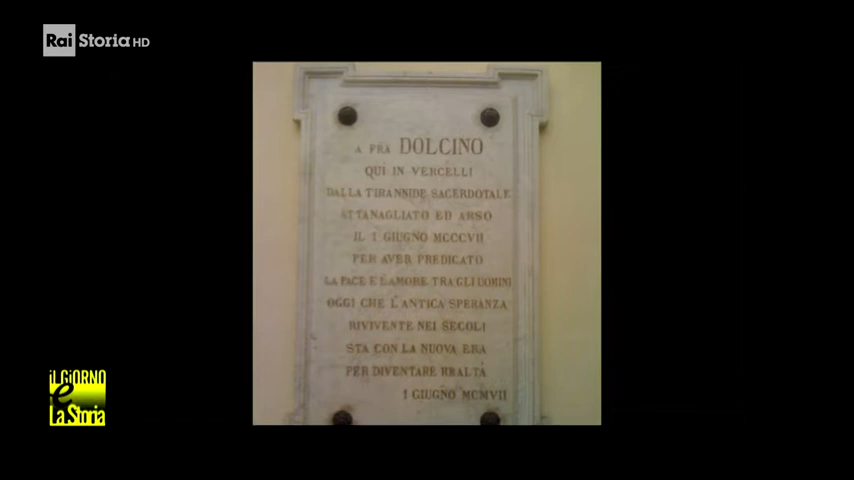 Rai Storia HD
A FRA DOLCINO
QUI IN VERCELLI
DALLA TIRANNIDE SACERDOTALE
ATTANAGLIATO ED ARSO
IL 1 GIUGNO MCCCVII
PER AVER PREDICATO
LA PACE E L'AMORE TRA GLI UOMINI
OGGI CHE L'ANTICA SPERANZA
RIVIVENTE NEI SECOLI
STA CON LA NUOVA ERA
PER DIVENTARE REALTÀ
1 GIUGNO MCMVII
il GiORNO
e
La Storia